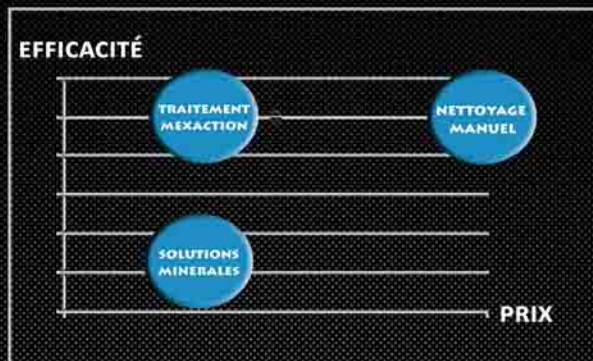 EFFICACITÉ
TRAITEMENT
MEXACTION
NETTOYAGE
MANUEL
SOLUTIONS
MINERALES
PRIX